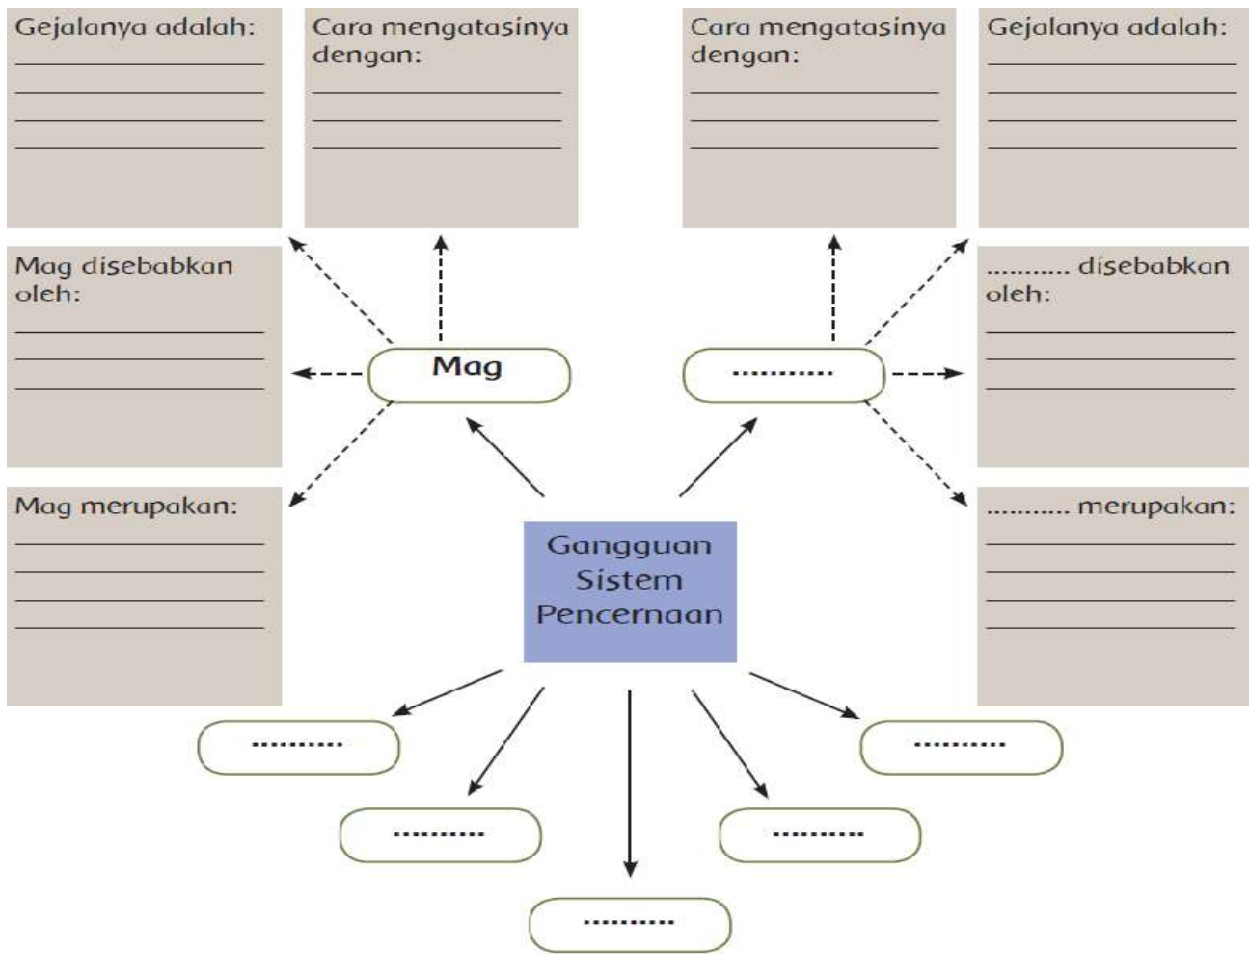 Gejalanya adalah:
Cara mengatasinya
dengan:
Cara mengatasinya
dengan:
Gejalanya adalah:
Mag disebabkan
oleh:
Mag
...........
........... disebabkan
oleh:
Mag merupakan:
Gangguan
Sistem
Pencernaan
........... merupakan:
..........
..........
..........
..........
..........